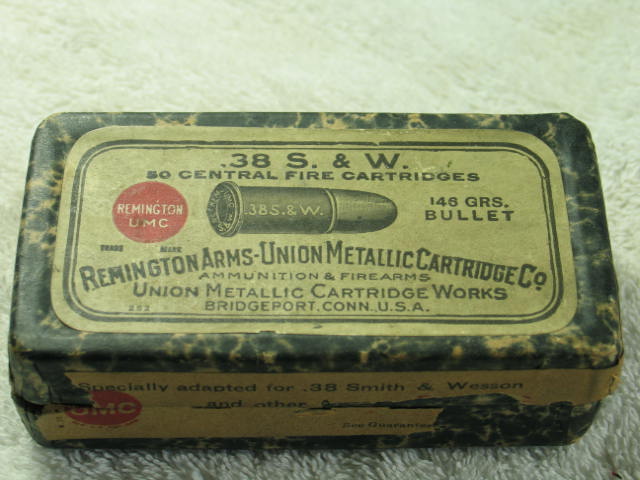 .38 S. & W.
50 CENTRAL FIRE CARTRIDGES
REMINGTON
UMC
.38 S.& W.
146 GRS.
BULLET
TRADE MARK
REMINGTON ARMS-UNION METALLIC CARTRIDGE CO.
AMMUNITION & FIREARMS
UNION METALLIC CARTRIDGE WORKS
252
BRIDGEPORT, CONN. U.S.A.
Specially adapted for .38 Smith & Wesson
UMC
and other
See Guarantee